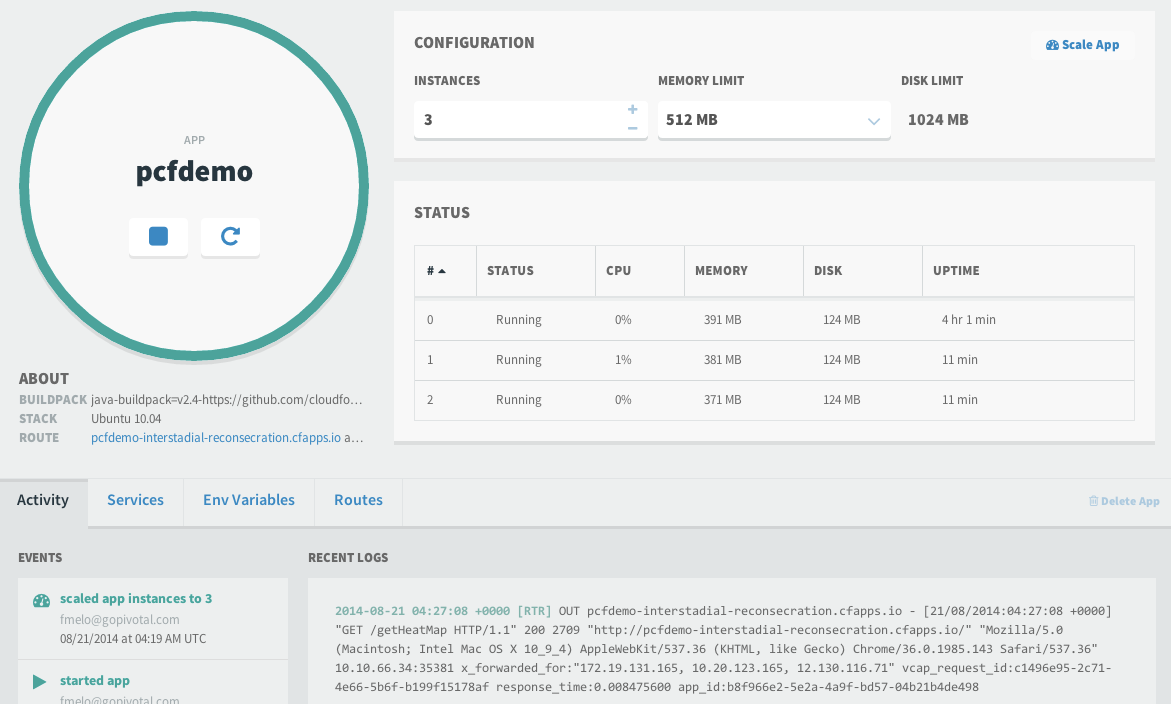 APP
pcfdemo
CONFIGURATION
Scale App
INSTANCES MEMORY LIMIT DISK LIMIT
3 + − 512 MB 1024 MB
STATUS
# STATUS CPU MEMORY DISK UPTIME
0 Running 0% 391 MB 124 MB 4 hr 1 min
1 Running 1% 381 MB 124 MB 11 min
2 Running 0% 371 MB 124 MB 11 min
ABOUT
BUILDPACK java-buildpack=v2.4-https://github.com/cloudfo…
STACK Ubuntu 10.04
ROUTE pcfdemo-interstadial-reconsecration.cfapps.io a…
Activity Services Env Variables Routes Delete App
EVENTS
scaled app instances to 3
fmelo@gopivotal.com
08/21/2014 at 04:19 AM UTC
started app
fmelo@gopivotal.com
RECENT LOGS
2014-08-21 04:27:08 +0000 [RTR] OUT pcfdemo-interstadial-reconsecration.cfapps.io - [21/08/2014:04:27:08 +0000]
"GET /getHeatMap HTTP/1.1" 200 2709 "http://pcfdemo-interstadial-reconsecration.cfapps.io/" "Mozilla/5.0
(Macintosh; Intel Mac OS X 10_9_4) AppleWebKit/537.36 (KHTML, like Gecko) Chrome/36.0.1985.143 Safari/537.36"
10.10.66.34:35381 x_forwarded_for:"172.19.131.165, 10.20.123.165, 12.130.116.71" vcap_request_id:c1496e95-2c71-
4e66-5b6f-b199f15178af response_time:0.008475600 app_id:b8f966e2-5e2a-4a9f-bd57-04b21b4de498